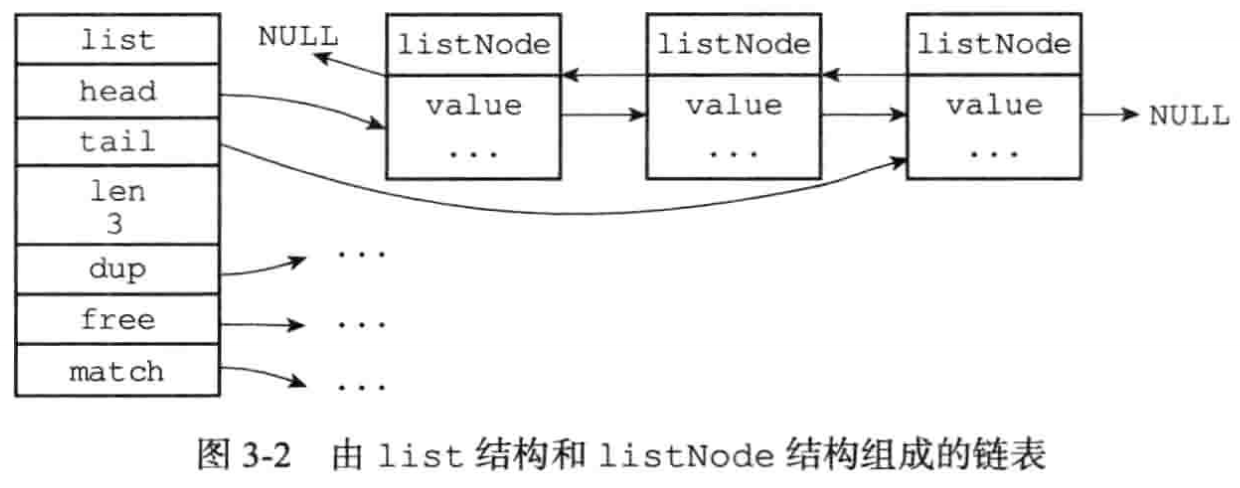 list
head
tail
len
3
dup
free
match
NULL
listNode
value
...
listNode
value
...
listNode
value
...
NULL
...
...
...
图 3-2 由 list 结构和 listNode 结构组成的链表